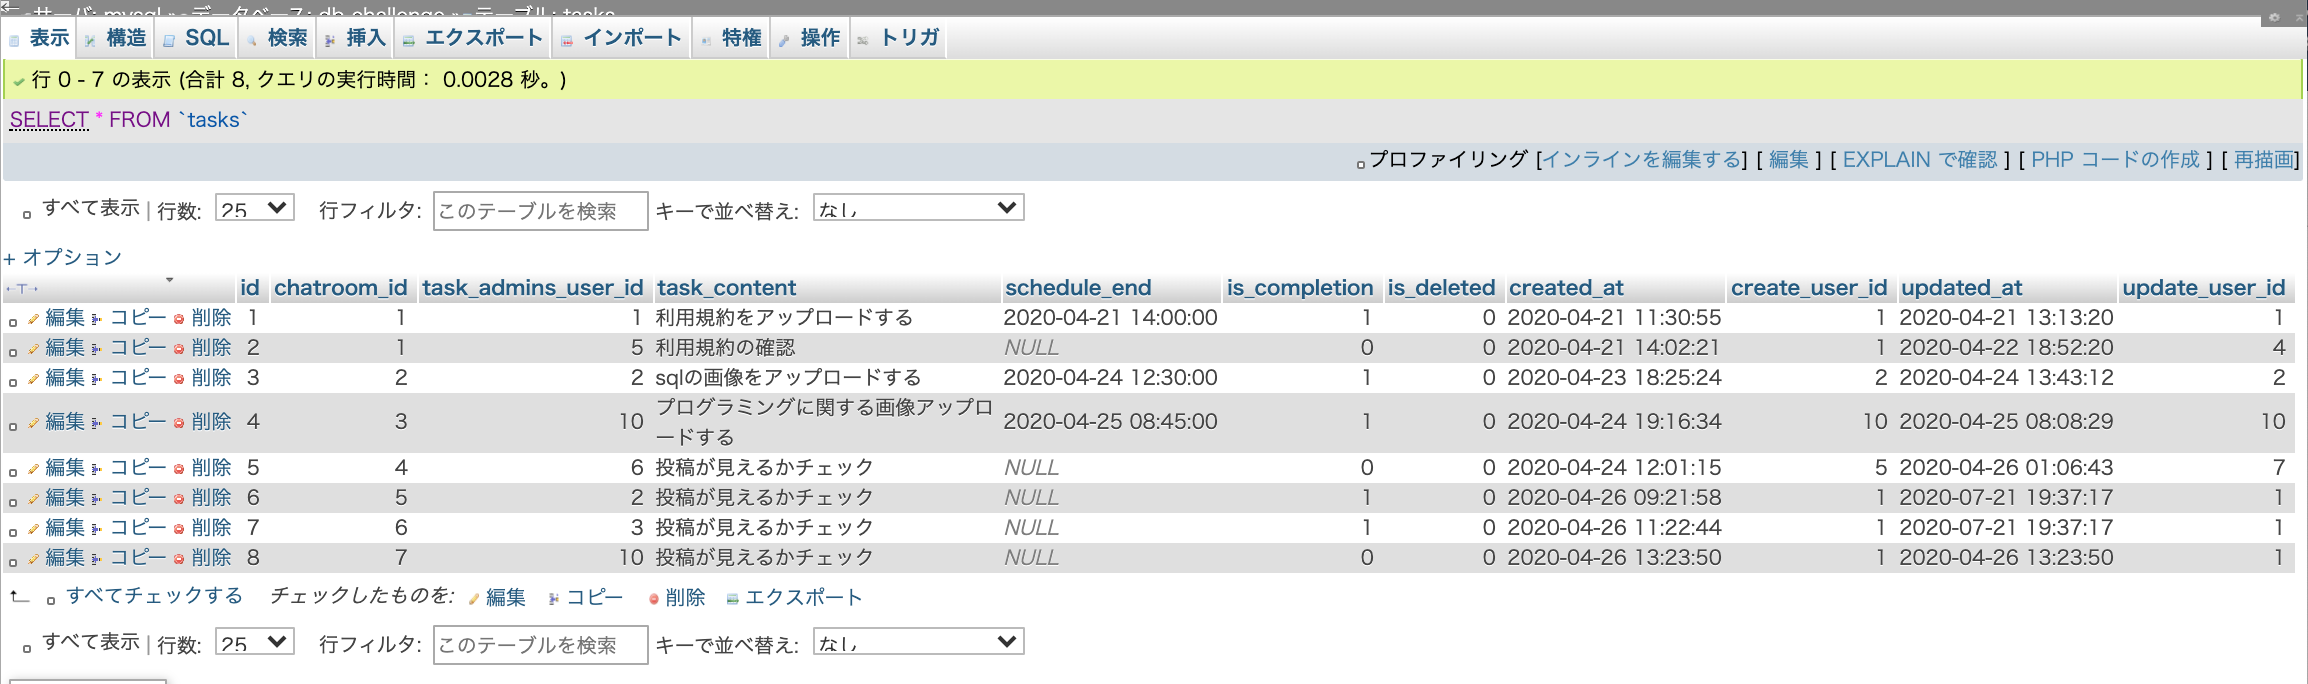 サーバ: mysql » データベース: db-challenge » テーブル: tasks
表示 構造 SQL 検索 挿入 エクスポート インポート 特権 操作 トリガ
行 0 - 7 の表示 (合計 8, クエリの実行時間： 0.0028 秒。)
SELECT * FROM `tasks`
プロファイリング [インラインを編集する] [ 編集 ] [ EXPLAIN で確認 ] [ PHP コードの作成 ] [ 再描画]
すべて表示 | 行数: 25 行フィルタ: このテーブルを検索 キーで並べ替え: なし
+ オプション
←T→ id chatroom_id task_admins_user_id task_content schedule_end is_completion is_deleted created_at create_user_id updated_at update_user_id
編集 コピー 削除 1 1 1 利用規約をアップロードする 2020-04-21 14:00:00 1 0 2020-04-21 11:30:55 1 2020-04-21 13:13:20 1
編集 コピー 削除 2 1 5 利用規約の確認 NULL 0 0 2020-04-21 14:02:21 1 2020-04-22 18:52:20 4
編集 コピー 削除 3 2 2 sqlの画像をアップロードする 2020-04-24 12:30:00 1 0 2020-04-23 18:25:24 2 2020-04-24 13:43:12 2
編集 コピー 削除 4 3 10 プログラミングに関する画像アップロ
ードする 2020-04-25 08:45:00 1 0 2020-04-24 19:16:34 10 2020-04-25 08:08:29 10
編集 コピー 削除 5 4 6 投稿が見えるかチェック NULL 0 0 2020-04-24 12:01:15 5 2020-04-26 01:06:43 7
編集 コピー 削除 6 5 2 投稿が見えるかチェック NULL 1 0 2020-04-26 09:21:58 1 2020-07-21 19:37:17 1
編集 コピー 削除 7 6 3 投稿が見えるかチェック NULL 1 0 2020-04-26 11:22:44 1 2020-07-21 19:37:17 1
編集 コピー 削除 8 7 10 投稿が見えるかチェック NULL 0 0 2020-04-26 13:23:50 1 2020-04-26 13:23:50 1
すべてチェックする チェックしたものを: 編集 コピー 削除 エクスポート
すべて表示 | 行数: 25 行フィルタ: このテーブルを検索 キーで並べ替え: なし